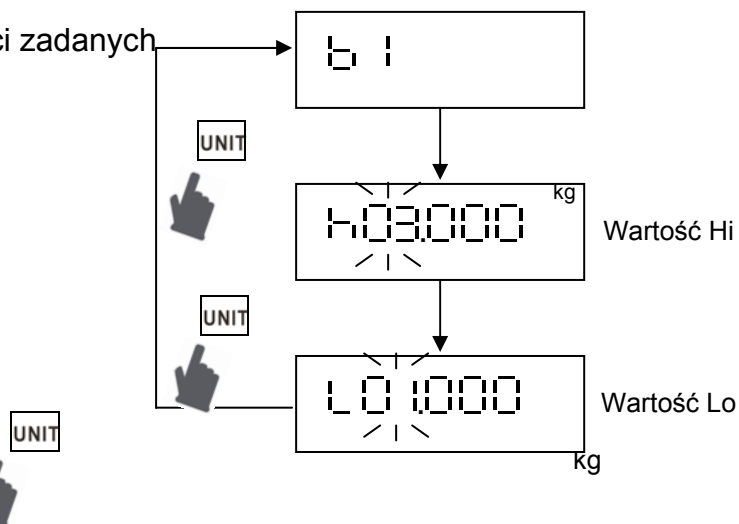 ci zadanych
b1
UNIT
kg
h03.000
Wartość Hi
UNIT
L01.000
Wartość Lo
UNIT
kg